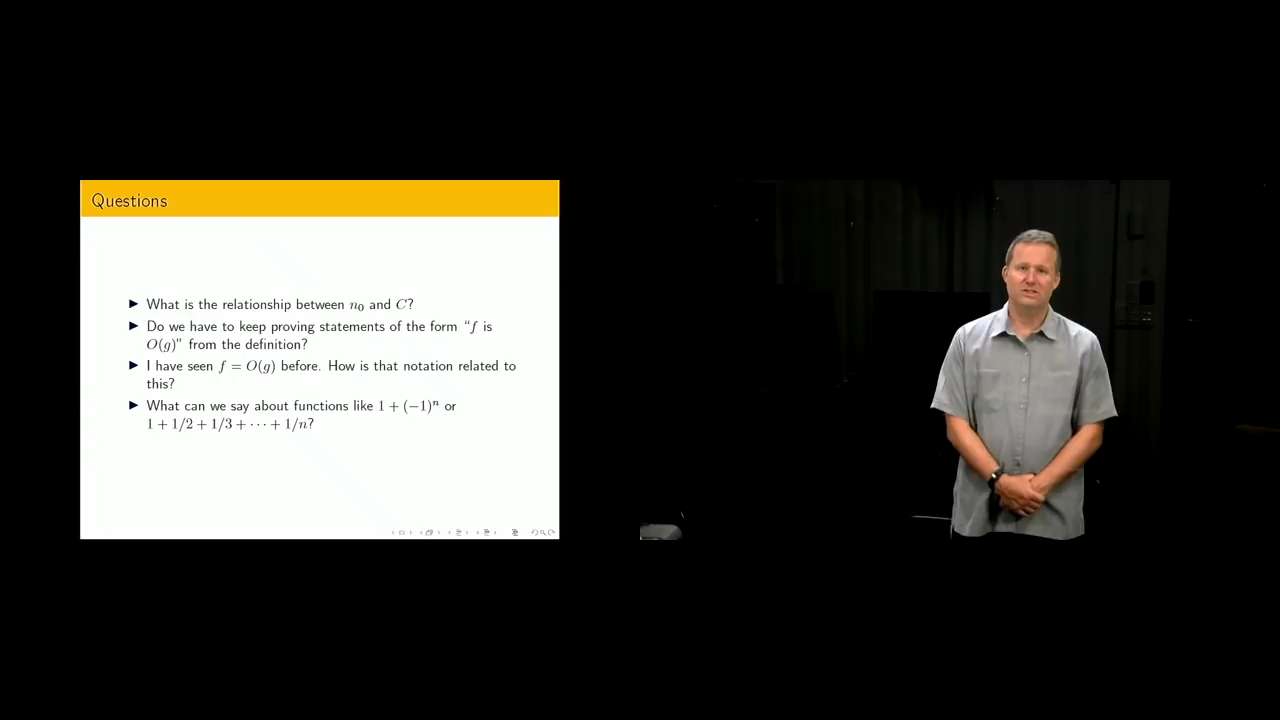 Questions
▶ What is the relationship between n₀ and C?
▶ Do we have to keep proving statements of the form “f is
O(g)” from the definition?
▶ I have seen f = O(g) before. How is that notation related to
this?
▶ What can we say about functions like 1 + (−1)ⁿ or
1 + 1/2 + 1/3 + ⋯ + 1/n?